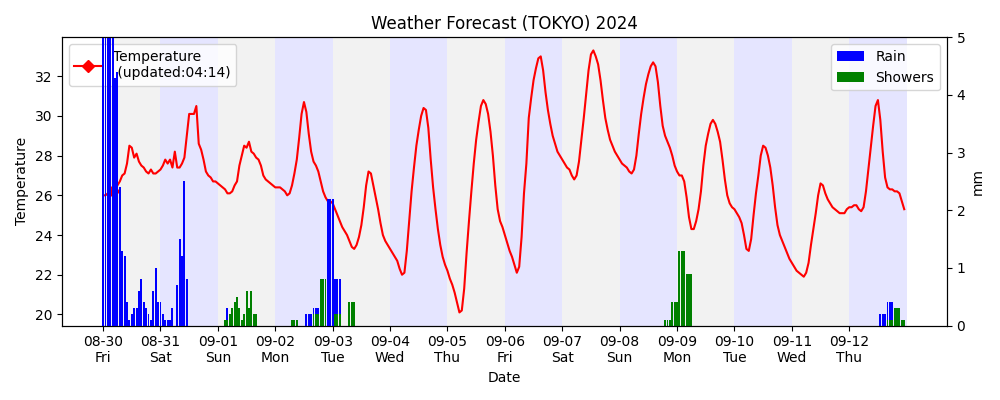 Weather Forecast (TOKYO) 2024
Temperature
(updated:04:14)
Rain
Showers
Temperature
32
30
28
26
24
22
20
5
4
3
2
1
0
mm
08-30 08-31 09-01 09-02 09-03 09-04 09-05 09-06 09-07 09-08 09-09 09-10 09-11 09-12
Fri Sat Sun Mon Tue Wed Thu Fri Sat Sun Mon Tue Wed Thu
Date